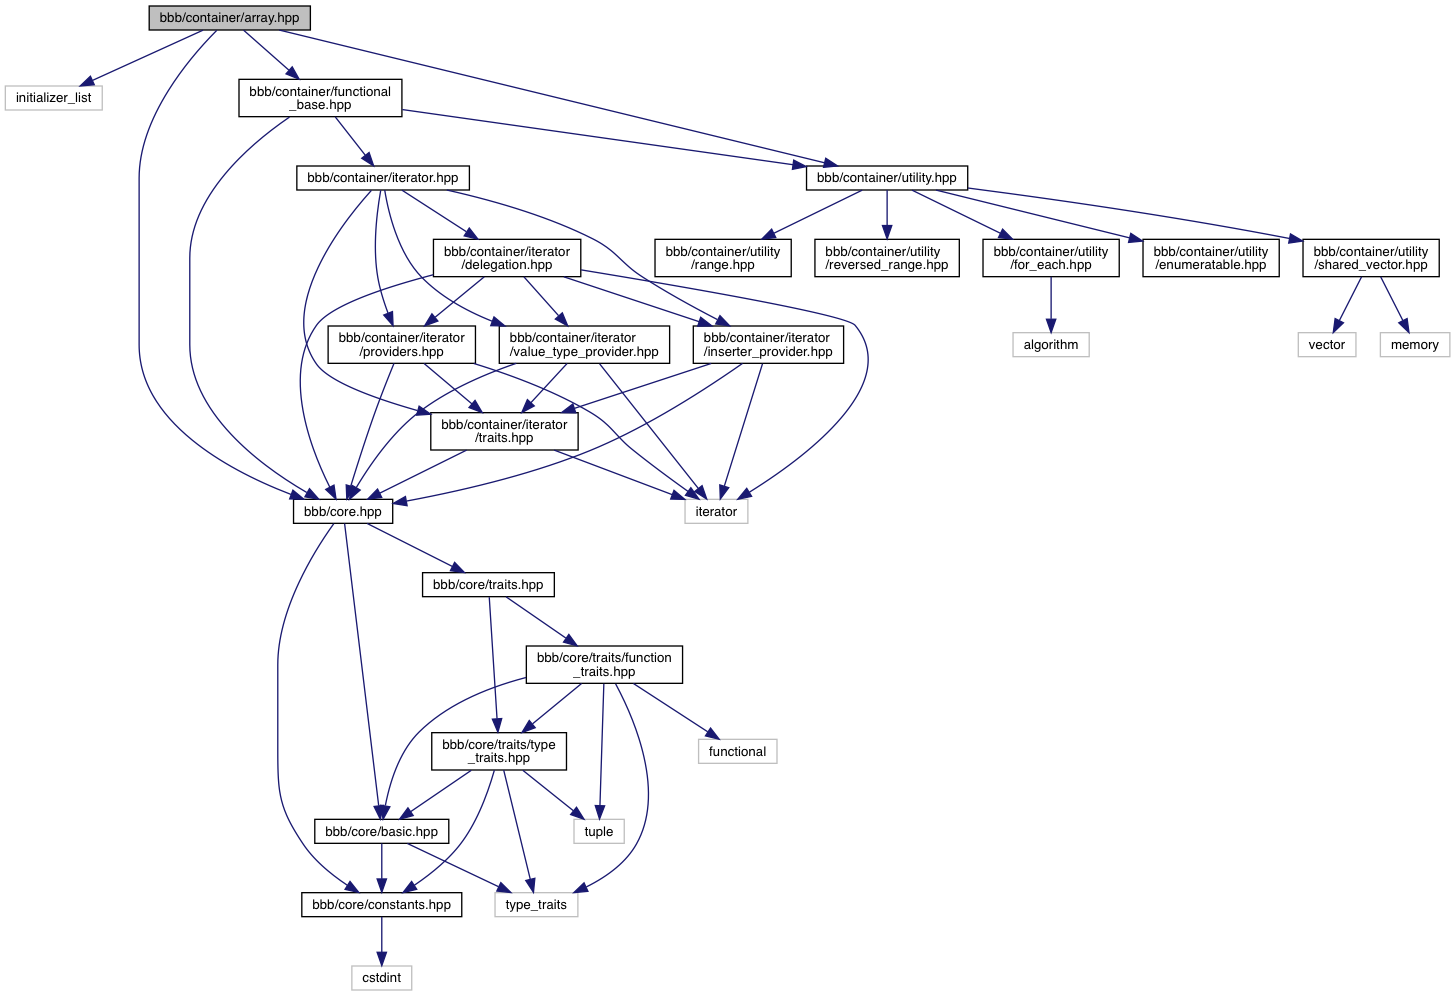 bbb/container/array.hpp
initializer_list
bbb/container/functional
_base.hpp
bbb/container/iterator.hpp
bbb/container/utility.hpp
bbb/container/iterator
/delegation.hpp
bbb/container/utility
/range.hpp
bbb/container/utility
/reversed_range.hpp
bbb/container/utility
/for_each.hpp
bbb/container/utility
/enumeratable.hpp
bbb/container/utility
/shared_vector.hpp
bbb/container/iterator
/providers.hpp
bbb/container/iterator
/value_type_provider.hpp
bbb/container/iterator
/inserter_provider.hpp
algorithm
vector
memory
bbb/container/iterator
/traits.hpp
bbb/core.hpp
iterator
bbb/core/traits.hpp
bbb/core/traits/function
_traits.hpp
bbb/core/traits/type
_traits.hpp
functional
bbb/core/basic.hpp
tuple
bbb/core/constants.hpp
type_traits
cstdint